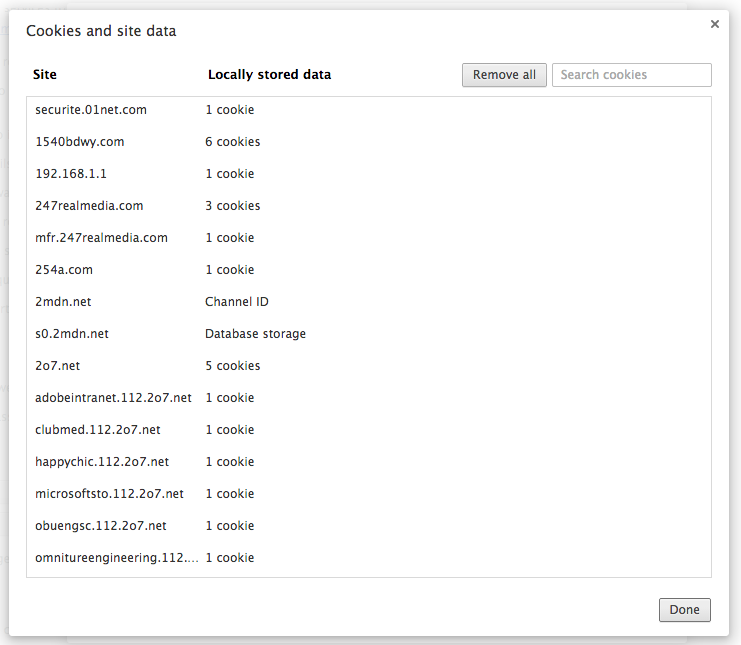 Cookies and site data
×
Site Locally stored data Remove all Search cookies
securite.01net.com 1 cookie
1540bdwy.com 6 cookies
192.168.1.1 1 cookie
247realmedia.com 3 cookies
mfr.247realmedia.com 1 cookie
254a.com 1 cookie
2mdn.net Channel ID
s0.2mdn.net Database storage
2o7.net 5 cookies
adobeintranet.112.2o7.net 1 cookie
clubmed.112.2o7.net 1 cookie
happychic.112.2o7.net 1 cookie
microsoftsto.112.2o7.net 1 cookie
obuengsc.112.2o7.net 1 cookie
omnitureengineering.112.… 1 cookie
Done